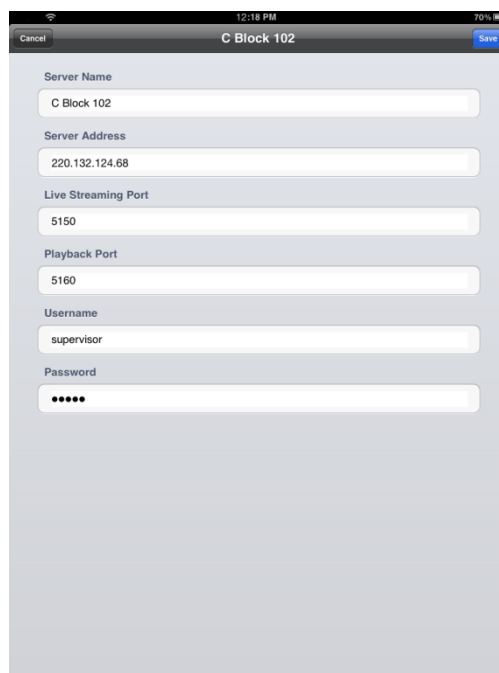 12:18 PM
70%
Cancel
C Block 102
Save
Server Name
C Block 102
Server Address
220.132.124.68
Live Streaming Port
5150
Playback Port
5160
Username
supervisor
Password
●●●●●